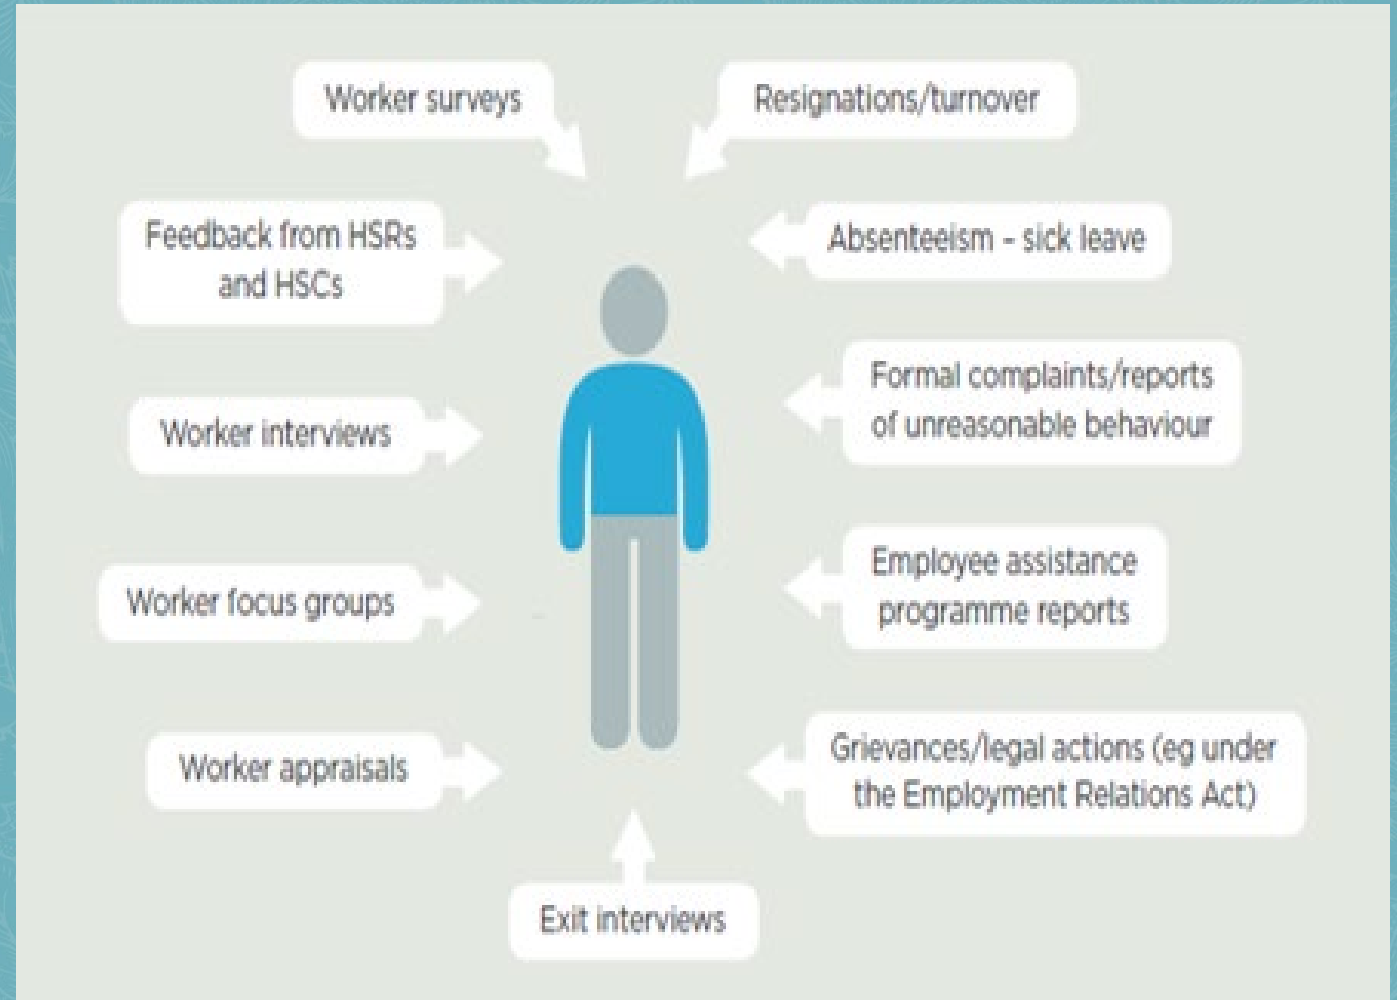 Worker surveys
Resignations/turnover
Feedback from HSRs
and HSCs
Absenteeism – sick leave
Worker interviews
Formal complaints/reports
of unreasonable behaviour
Worker focus groups
Employee assistance
programme reports
Worker appraisals
Grievances/legal actions (eg under
the Employment Relations Act)
Exit interviews